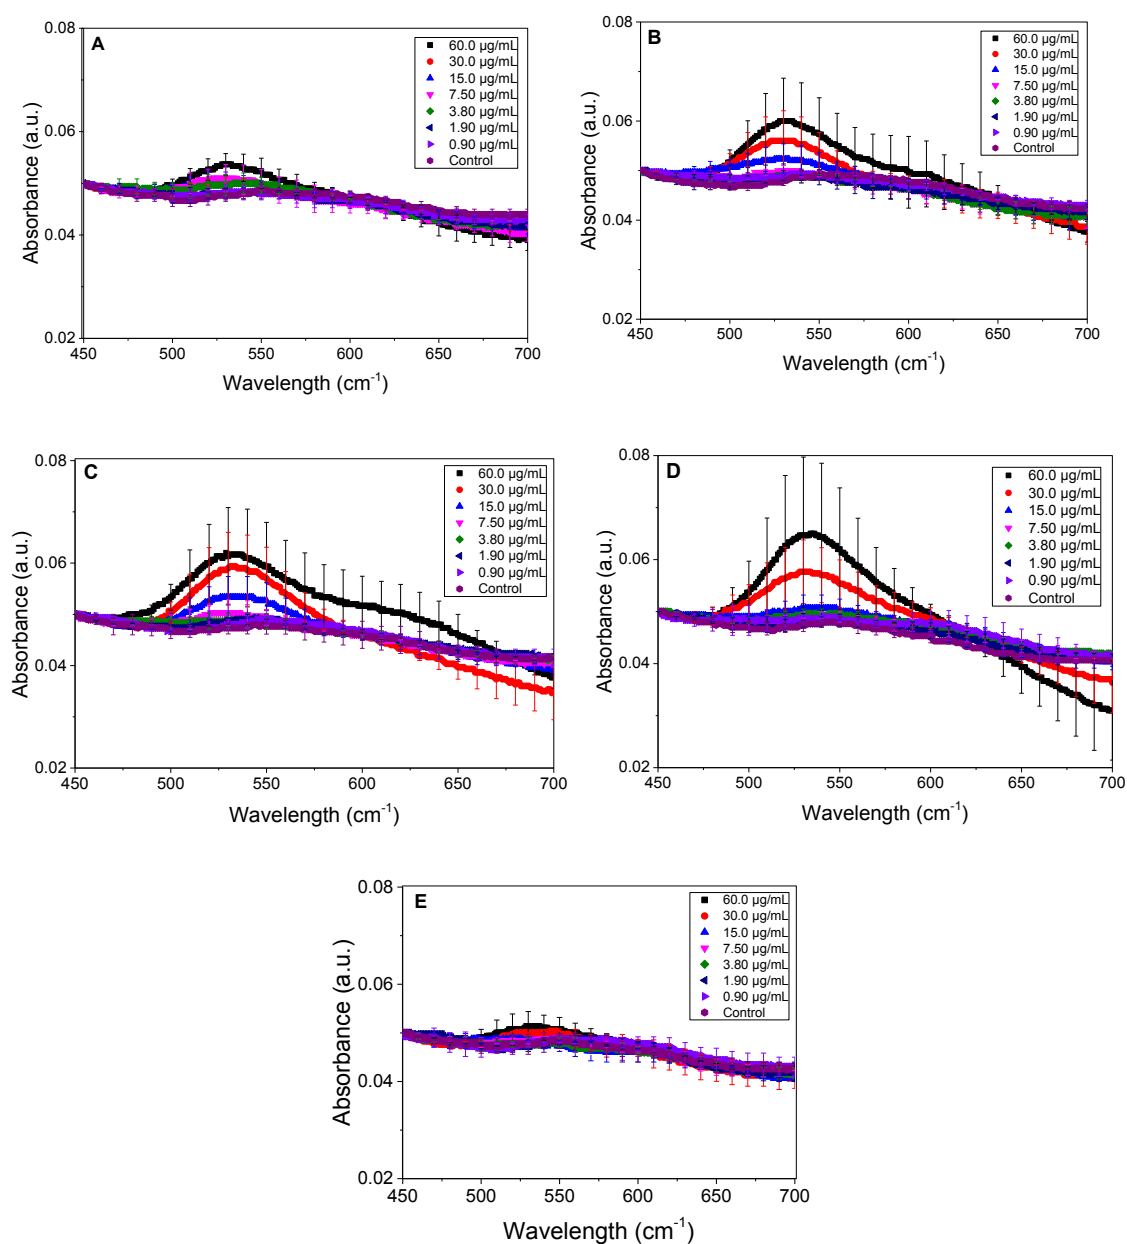 A
60.0 µg/mL
30.0 µg/mL
15.0 µg/mL
7.50 µg/mL
3.80 µg/mL
1.90 µg/mL
0.90 µg/mL
Control
0.08
0.06
0.04
0.02
Absorbance (a.u.)
450 500 550 600 650 700
Wavelength (cm⁻¹)
B
60.0 µg/mL
30.0 µg/mL
15.0 µg/mL
7.50 µg/mL
3.80 µg/mL
1.90 µg/mL
0.90 µg/mL
Control
0.08
0.06
0.04
0.02
Absorbance (a.u.)
450 500 550 600 650 700
Wavelength (cm⁻¹)
C
60.0 µg/mL
30.0 µg/mL
15.0 µg/mL
7.50 µg/mL
3.80 µg/mL
1.90 µg/mL
0.90 µg/mL
Control
0.08
0.06
0.04
0.02
Absorbance (a.u.)
450 500 550 600 650 700
Wavelength (cm⁻¹)
D
60.0 µg/mL
30.0 µg/mL
15.0 µg/mL
7.50 µg/mL
3.80 µg/mL
1.90 µg/mL
0.90 µg/mL
Control
0.08
0.06
0.04
0.02
Absorbance (a.u.)
450 500 550 600 650 700
Wavelength (cm⁻¹)
E
60.0 µg/mL
30.0 µg/mL
15.0 µg/mL
7.50 µg/mL
3.80 µg/mL
1.90 µg/mL
0.90 µg/mL
Control
0.08
0.06
0.04
0.02
Absorbance (a.u.)
450 500 550 600 650 700
Wavelength (cm⁻¹)